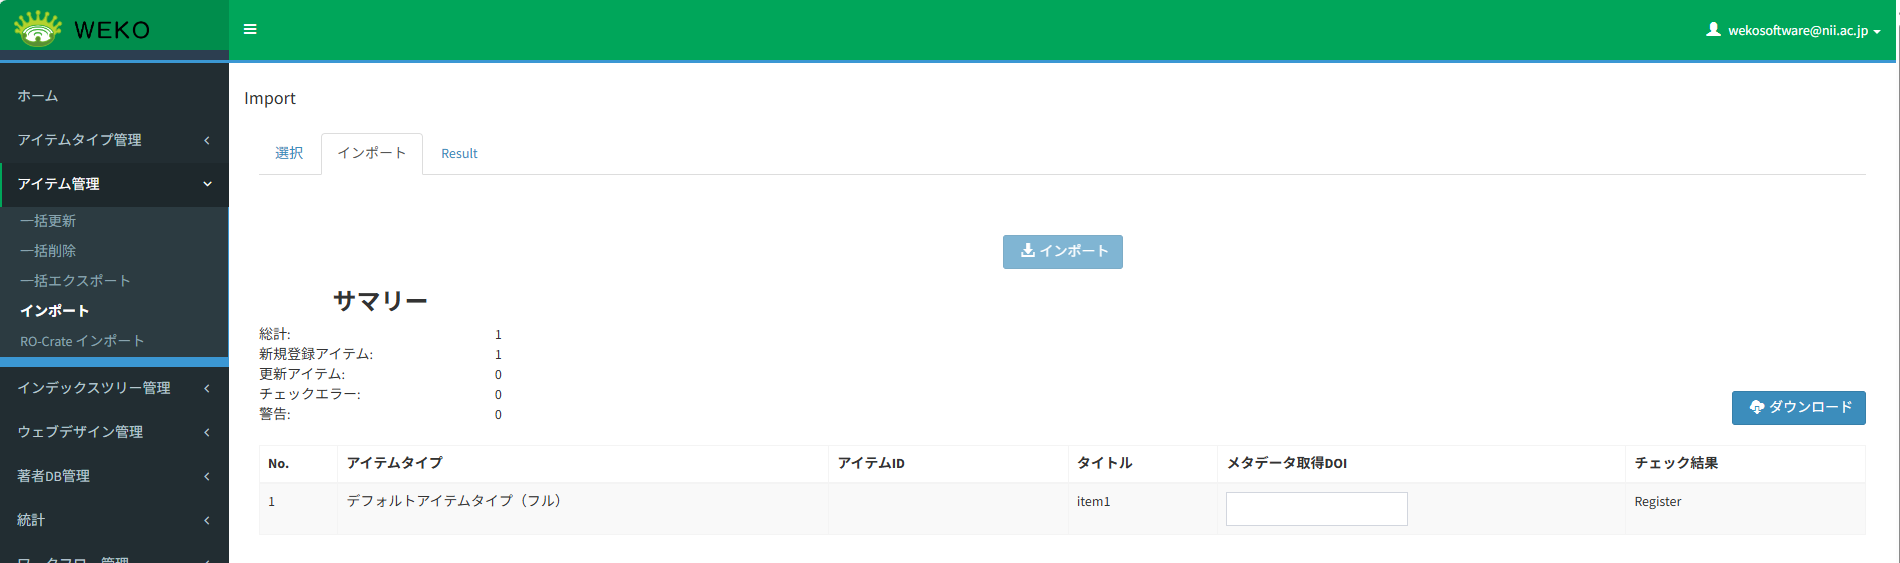 WEKO
wekosoftware@nii.ac.jp
ホーム
アイテムタイプ管理
アイテム管理
一括更新
一括削除
一括エクスポート
インポート
RO-Crate インポート
インデックスツリー管理
ウェブデザイン管理
著者DB管理
統計
ワークフロー管理
Import
選択 インポート Result
インポート
サマリー
総計: 1
新規登録アイテム: 1
更新アイテム: 0
チェックエラー: 0
警告: 0
ダウンロード
No. アイテムタイプ アイテムID タイトル メタデータ取得DOI チェック結果
1 デフォルトアイテムタイプ（フル） item1 Register